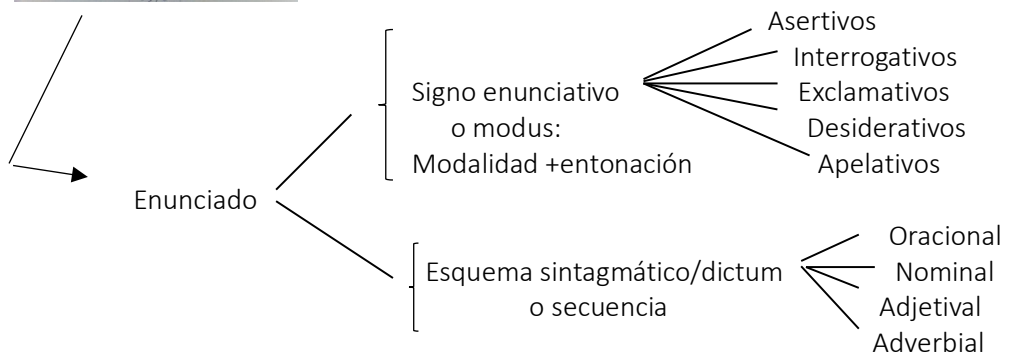 Asertivos
Interrogativos
Signo enunciativo
Exclamativos
o modus:
Desiderativos
Modalidad +entonación
Apelativos
Enunciado
Oracional
Esquema sintagmático/dictum
Nominal
o secuencia
Adjetival
Adverbial